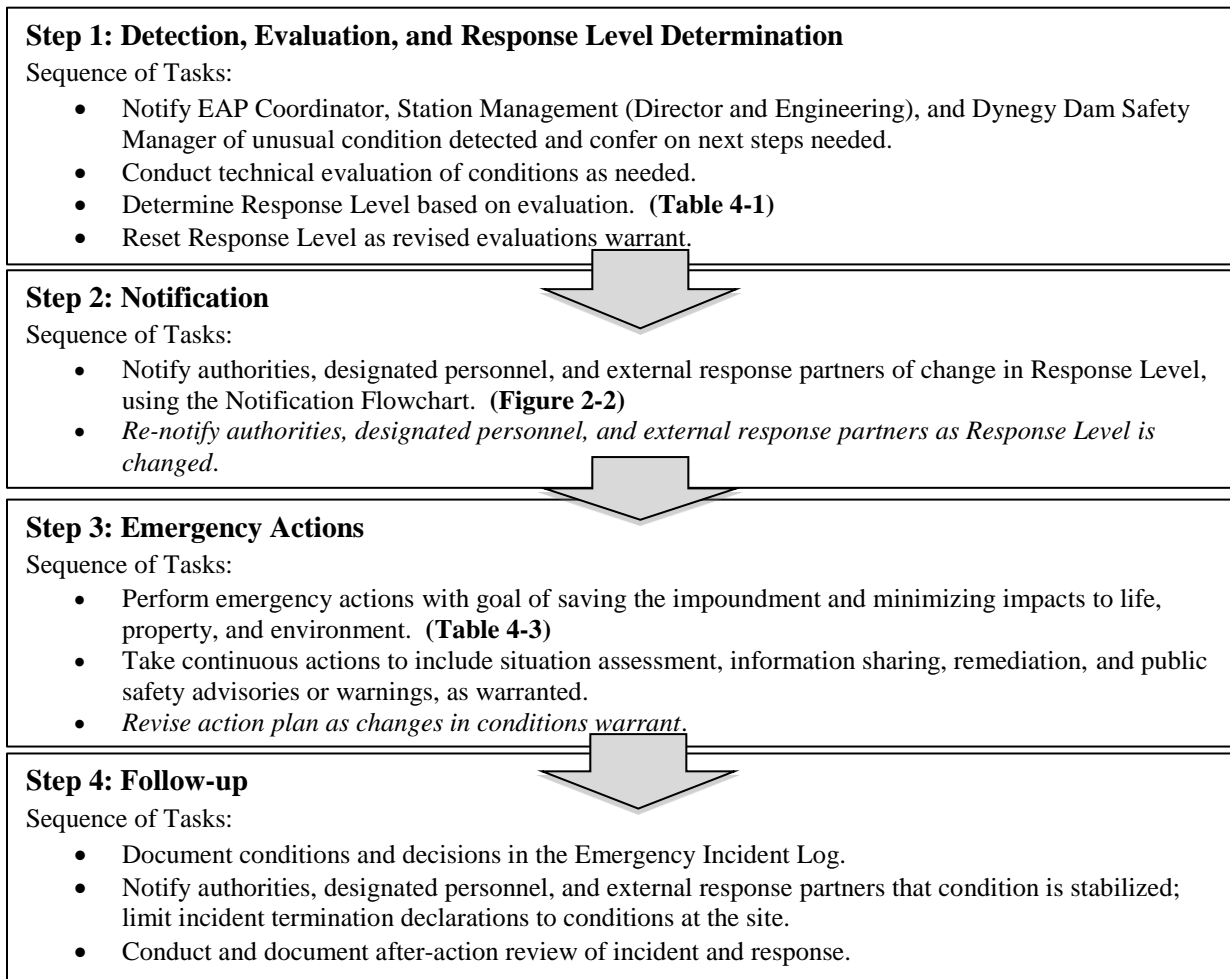 Step 1: Detection, Evaluation, and Response Level Determination
Sequence of Tasks:
• Notify EAP Coordinator, Station Management (Director and Engineering), and Dynegy Dam Safety
Manager of unusual condition detected and confer on next steps needed.
• Conduct technical evaluation of conditions as needed.
• Determine Response Level based on evaluation. (Table 4-1)
• Reset Response Level as revised evaluations warrant.
Step 2: Notification
Sequence of Tasks:
• Notify authorities, designated personnel, and external response partners of change in Response Level,
using the Notification Flowchart. (Figure 2-2)
• Re-notify authorities, designated personnel, and external response partners as Response Level is
changed.
Step 3: Emergency Actions
Sequence of Tasks:
• Perform emergency actions with goal of saving the impoundment and minimizing impacts to life,
property, and environment. (Table 4-3)
• Take continuous actions to include situation assessment, information sharing, remediation, and public
safety advisories or warnings, as warranted.
• Revise action plan as changes in conditions warrant.
Step 4: Follow-up
Sequence of Tasks:
• Document conditions and decisions in the Emergency Incident Log.
• Notify authorities, designated personnel, and external response partners that condition is stabilized;
limit incident termination declarations to conditions at the site.
• Conduct and document after-action review of incident and response.